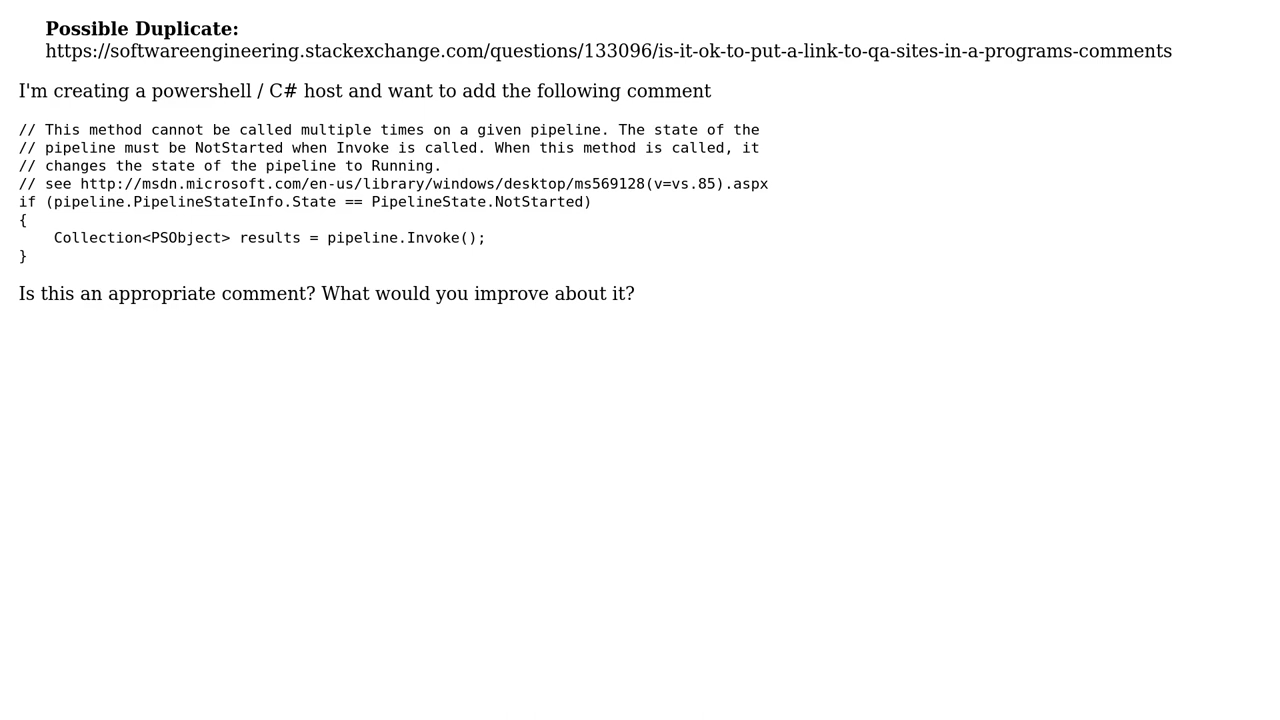 Possible Duplicate:
https://softwareengineering.stackexchange.com/questions/133096/is-it-ok-to-put-a-link-to-qa-sites-in-a-programs-comments
I'm creating a powershell / C# host and want to add the following comment
// This method cannot be called multiple times on a given pipeline. The state of the
// pipeline must be NotStarted when Invoke is called. When this method is called, it
// changes the state of the pipeline to Running.
// see http://msdn.microsoft.com/en-us/library/windows/desktop/ms569128(v=vs.85).aspx
if (pipeline.PipelineStateInfo.State == PipelineState.NotStarted)
{
    Collection<PSObject> results = pipeline.Invoke();
}
Is this an appropriate comment? What would you improve about it?